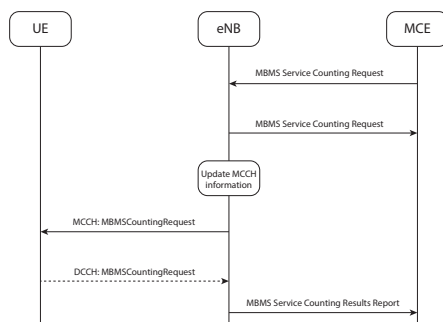 UE
eNB
MCE
MBMS Service Counting Request
MBMS Service Counting Request
Update MCCH
information
MCCH: MBMSCountingRequest
DCCH: MBMSCountingRequest
MBMS Service Counting Results Report